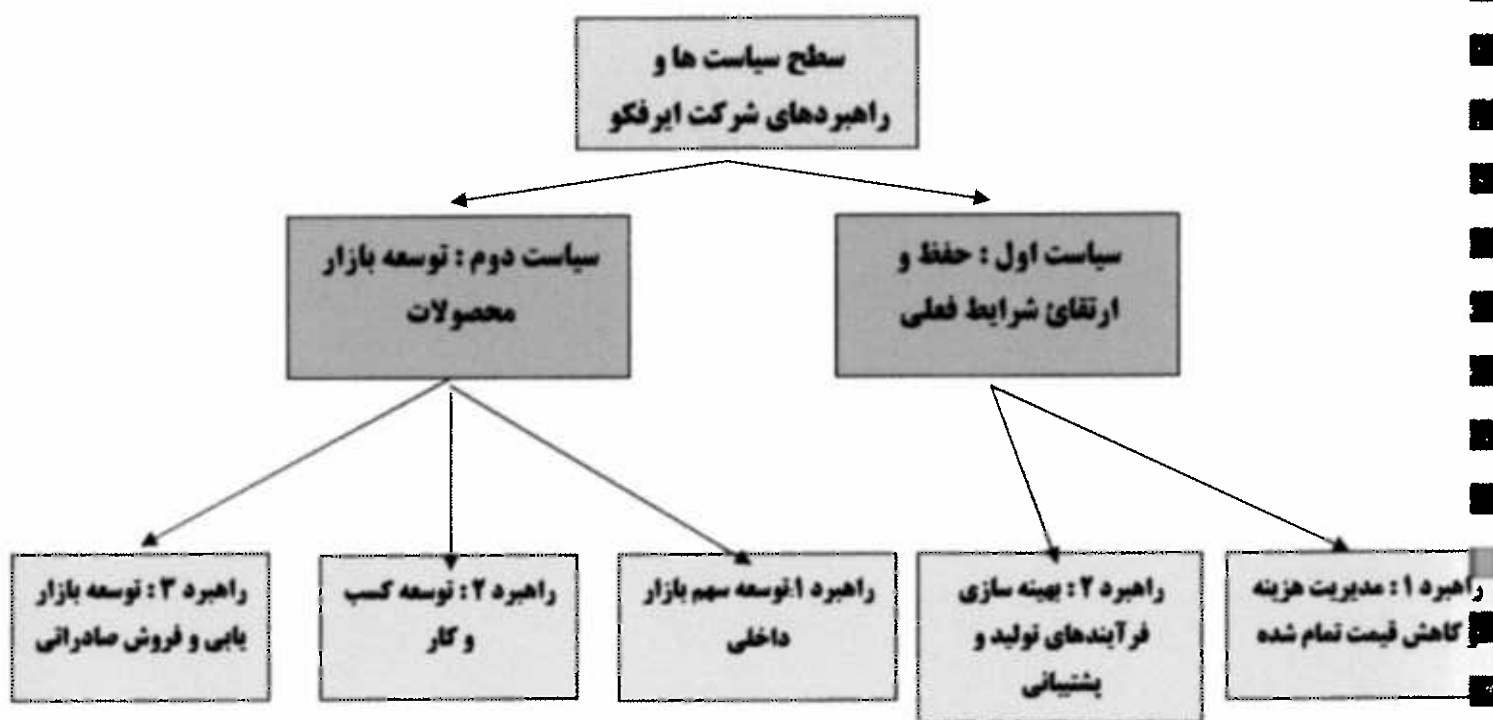 سطح سیاست ها و
راهبردهای شرکت ایرفکو
سیاست اول : حفظ و
ارتقائ شرایط فعلی
سیاست دوم : توسعه بازار
محصولات
راهبرد ۱ : مدیریت هزینه
کاهش قیمت تمام شده
راهبرد ۲ : بهینه سازی
فرآیندهای تولید و
پشتیبانی
راهبرد ۱:توسعه سهم بازار
داخلی
راهبرد ۲ : توسعه کسب
و کار
راهبرد ۳ : توسعه بازار
یابی و فروش صادراتی